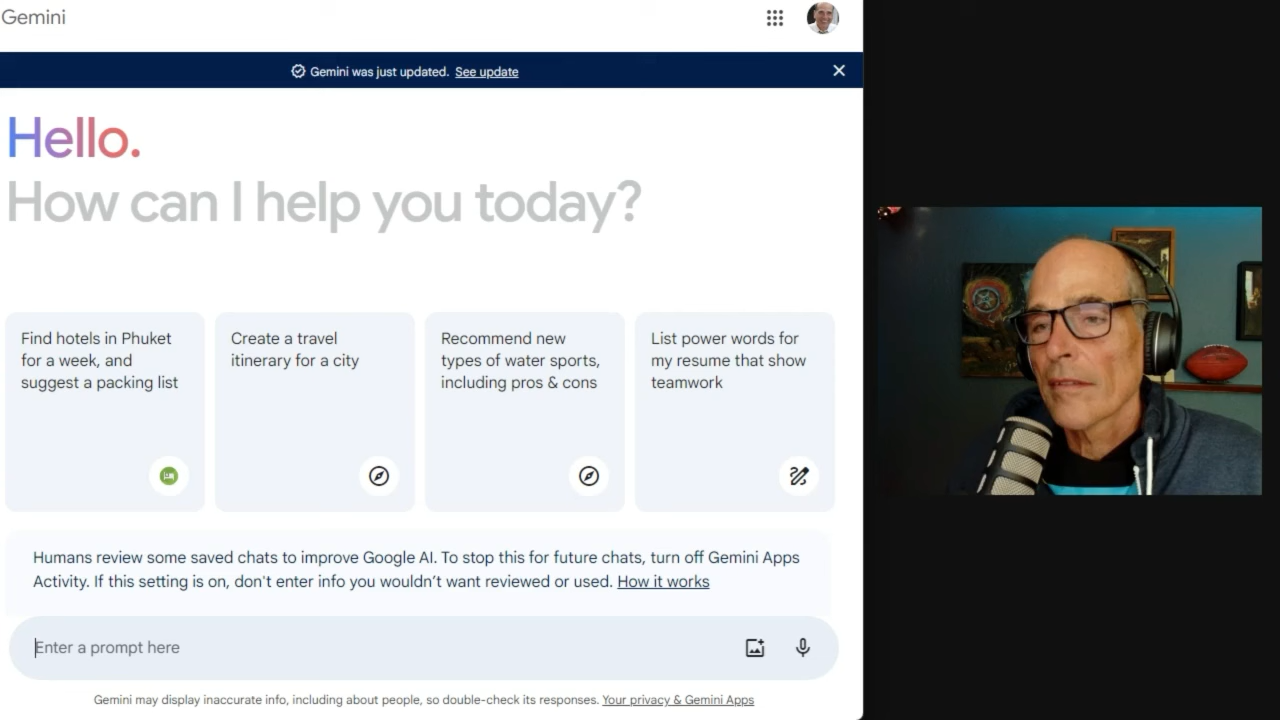 Gemini
Gemini was just updated. See update
Hello.
How can I help you today?
Find hotels in Phuket
for a week, and
suggest a packing list
Create a travel
itinerary for a city
Recommend new
types of water sports,
including pros & cons
List power words for
my resume that show
teamwork
Humans review some saved chats to improve Google AI. To stop this for future chats, turn off Gemini Apps
Activity. If this setting is on, don't enter info you wouldn't want reviewed or used. How it works
Enter a prompt here
Gemini may display inaccurate info, including about people, so double-check its responses. Your privacy & Gemini Apps